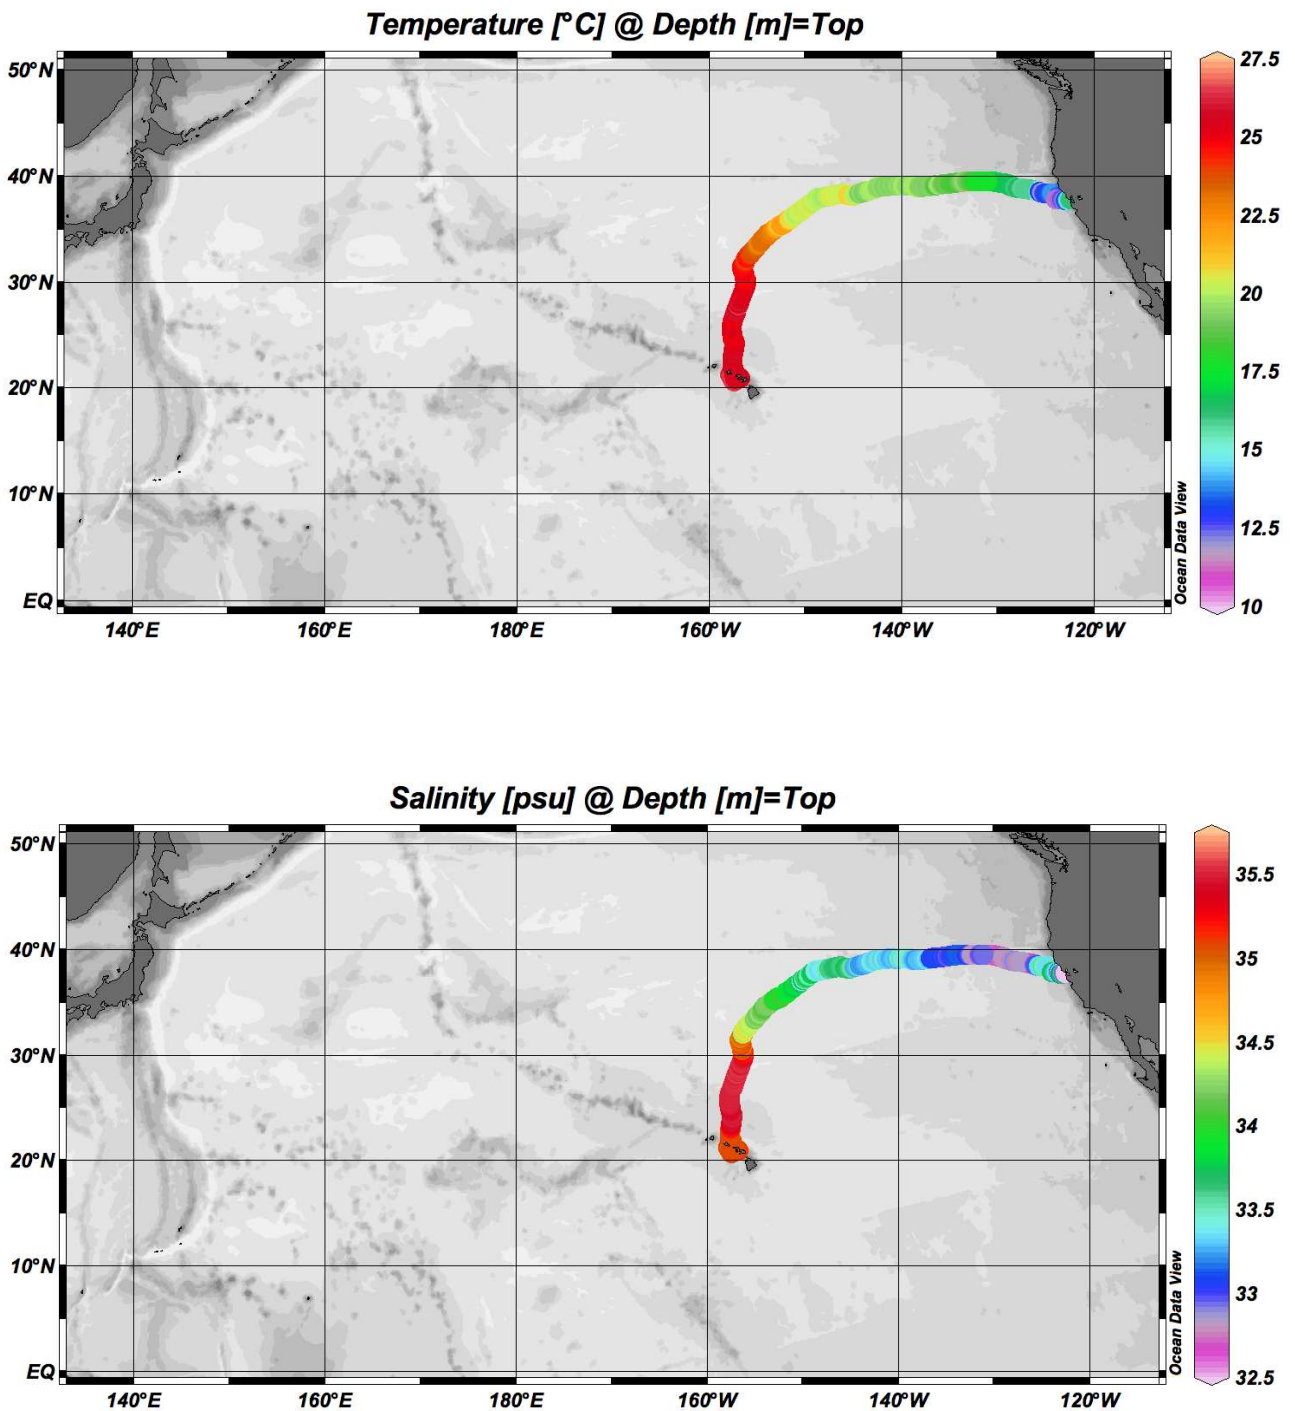 Temperature [°C] @ Depth [m]=Top
50°N
40°N
30°N
20°N
10°N
EQ
140°E 160°E 180°E 160°W 140°W 120°W
Ocean Data View
27.5
25
22.5
20
17.5
15
12.5
10
Salinity [psu] @ Depth [m]=Top
50°N
40°N
30°N
20°N
10°N
EQ
140°E 160°E 180°E 160°W 140°W 120°W
Ocean Data View
35.5
35
34.5
34
33.5
33
32.5